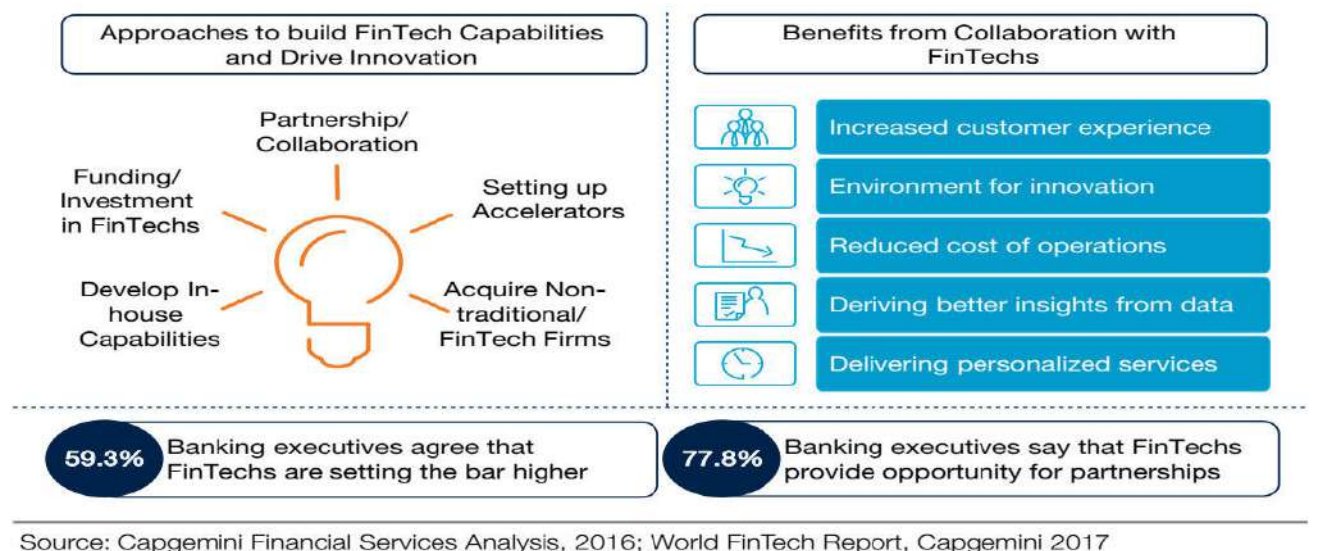 Approaches to build FinTech Capabilities
and Drive Innovation
Partnership/
Collaboration
Funding/
Investment
in FinTechs
Setting up
Accelerators
Develop In-
house
Capabilities
Acquire Non-
traditional/
FinTech Firms
Benefits from Collaboration with
FinTechs
Increased customer experience
Environment for innovation
Reduced cost of operations
Deriving better insights from data
Delivering personalized services
59.3%
Banking executives agree that
FinTechs are setting the bar higher
77.8%
Banking executives say that FinTechs
provide opportunity for partnerships
Source: Capgemini Financial Services Analysis, 2016; World FinTech Report, Capgemini 2017